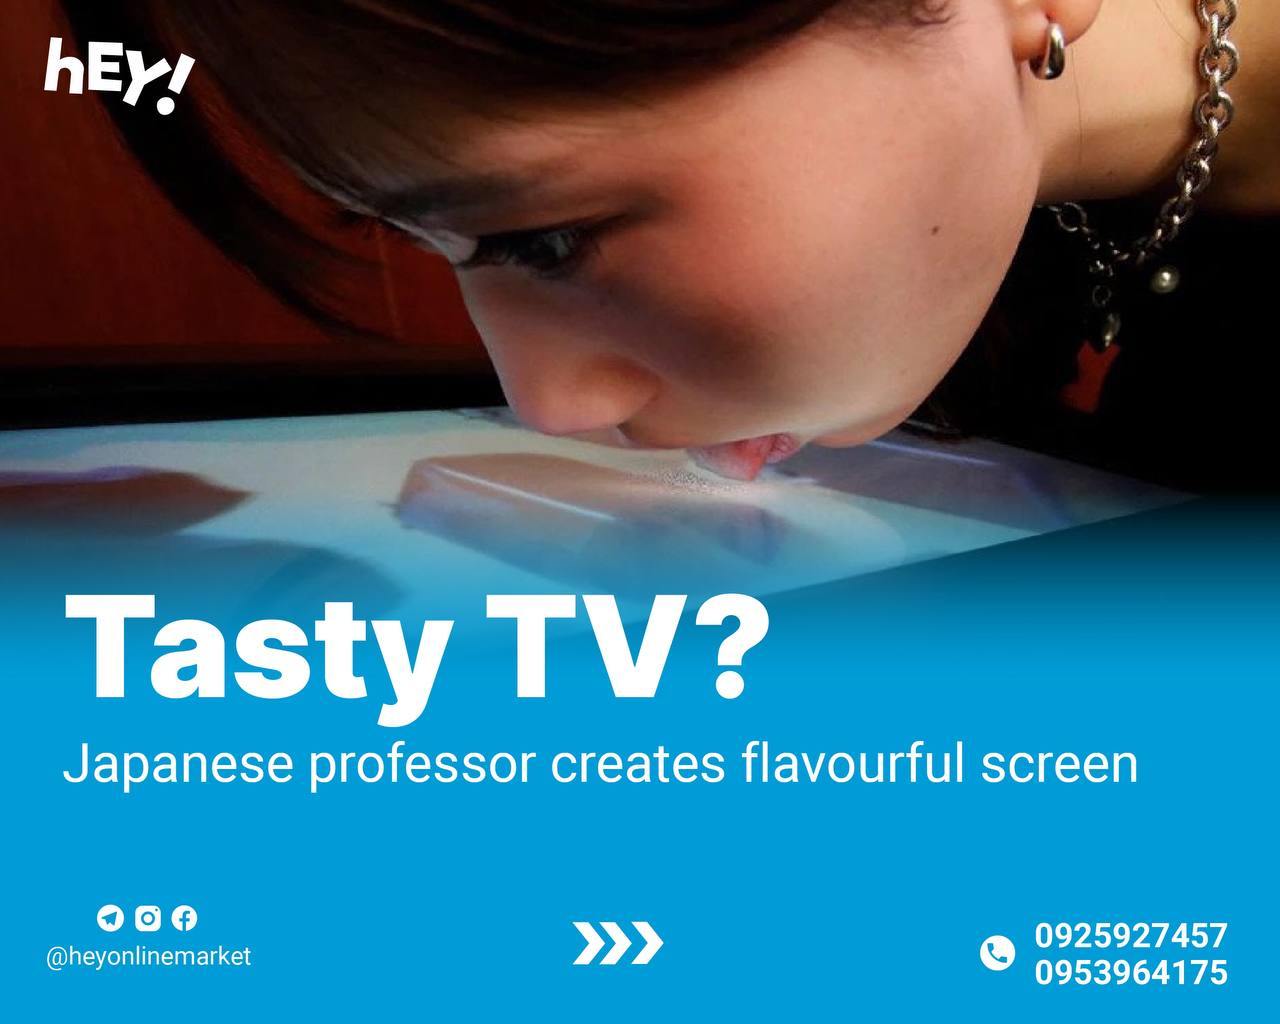 hEY!
Tasty TV?
Japanese professor creates flavourful screen
@heyonlinemarket
0925927457
0953964175